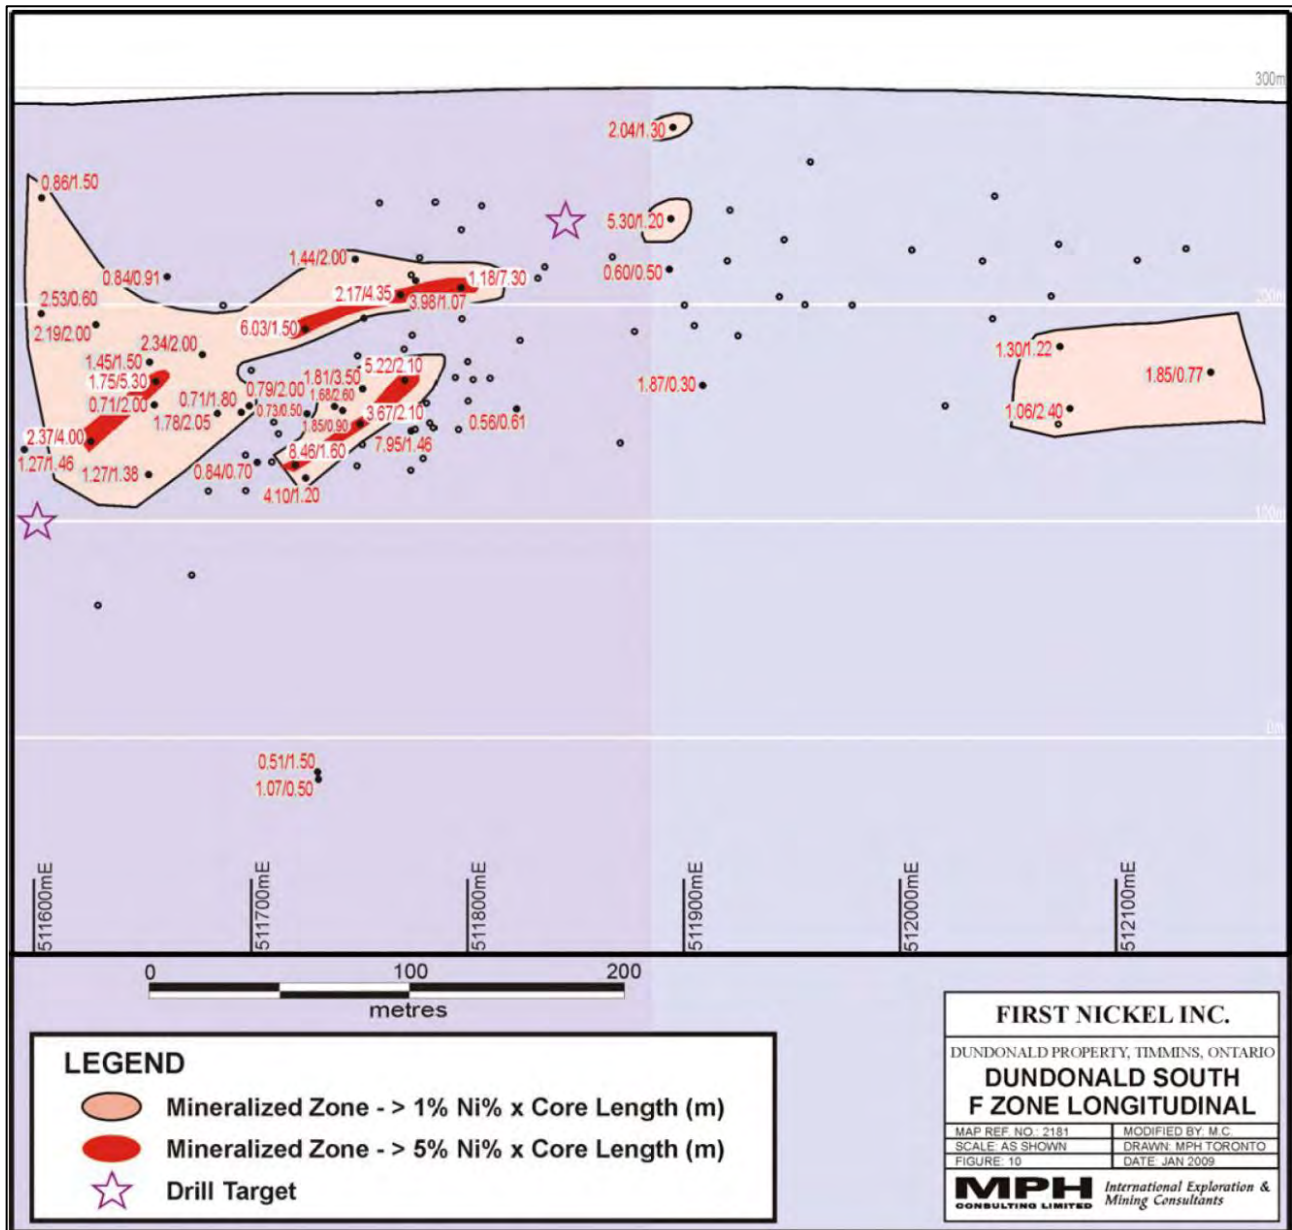 300m
2.04/1.30
0.86/1.50
5.30/1.20
1.44/2.00
0.84/0.91
0.60/0.50
1.18/7.30
2.17/4.35
3.98/1.07
200m
2.53/0.60
6.03/1.50
2.19/2.00
2.34/2.00
1.30/1.22
1.45/1.50
5.22/2.10
1.75/5.30
1.81/3.50
1.87/0.30
1.85/0.77
0.79/2.00
1.68/2.60
0.71/2.00
0.71/1.80
0.73/0.50
3.67/2.10
1.06/2.40
1.78/2.05
1.85/0.90
0.56/0.61
2.37/4.00
8.46/1.60
7.95/1.46
1.27/1.46
1.27/1.38
0.84/0.70
4.10/1.20
100m
0m
0.51/1.50
1.07/0.50
511600mE
511700mE
511800mE
511900mE
512000mE
512100mE
0 100 200
metres
LEGEND
Mineralized Zone - > 1% Ni% x Core Length (m)
Mineralized Zone - > 5% Ni% x Core Length (m)
Drill Target
FIRST NICKEL INC.
DUNDONALD PROPERTY, TIMMINS, ONTARIO
DUNDONALD SOUTH
F ZONE LONGITUDINAL
MAP REF. NO.: 2181 MODIFIED BY: M.C.
SCALE: AS SHOWN DRAWN: MPH TORONTO
FIGURE: 10 DATE: JAN 2009
MPH
CONSULTING LIMITED
International Exploration &
Mining Consultants